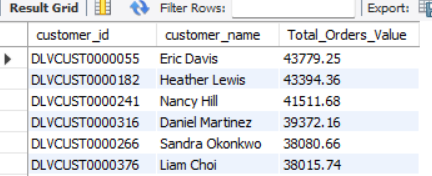 Result Grid Filter Rows: Export:
customer_id customer_name Total_Orders_Value
DLVCUST0000055 Eric Davis 43779.25
DLVCUST0000182 Heather Lewis 43394.36
DLVCUST0000241 Nancy Hill 41511.68
DLVCUST0000316 Daniel Martinez 39372.16
DLVCUST0000266 Sandra Okonkwo 38080.66
DLVCUST0000376 Liam Choi 38015.74